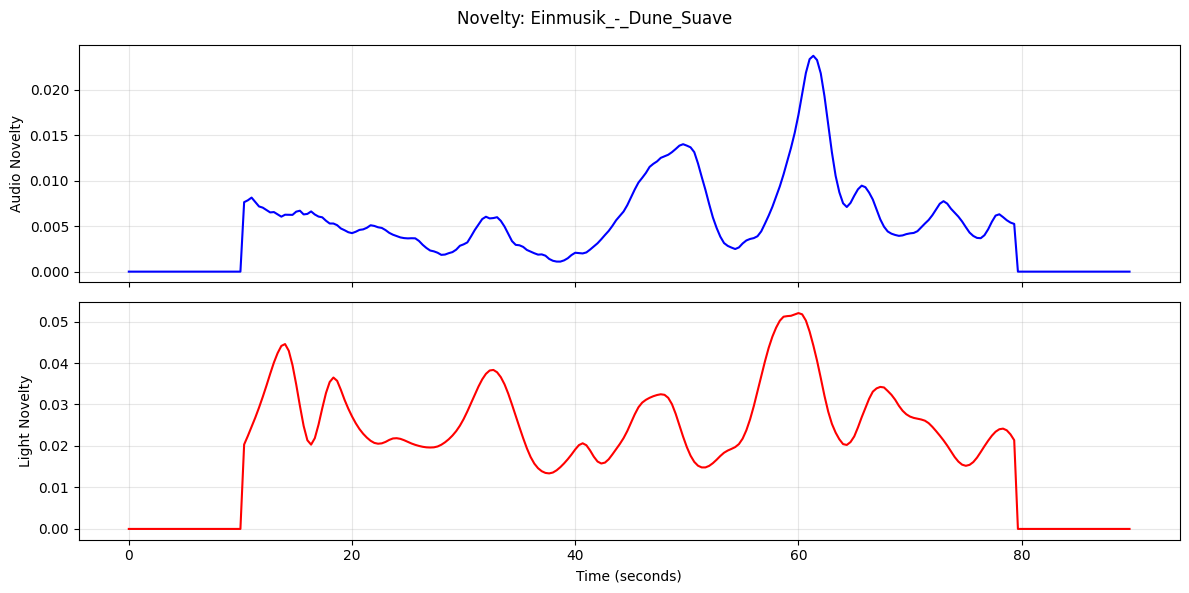 Novelty: Einmusik_-_Dune_Suave
Audio Novelty
0.020
0.015
0.010
0.005
0.000
Light Novelty
0.05
0.04
0.03
0.02
0.01
0.00
0 20 40 60 80
Time (seconds)